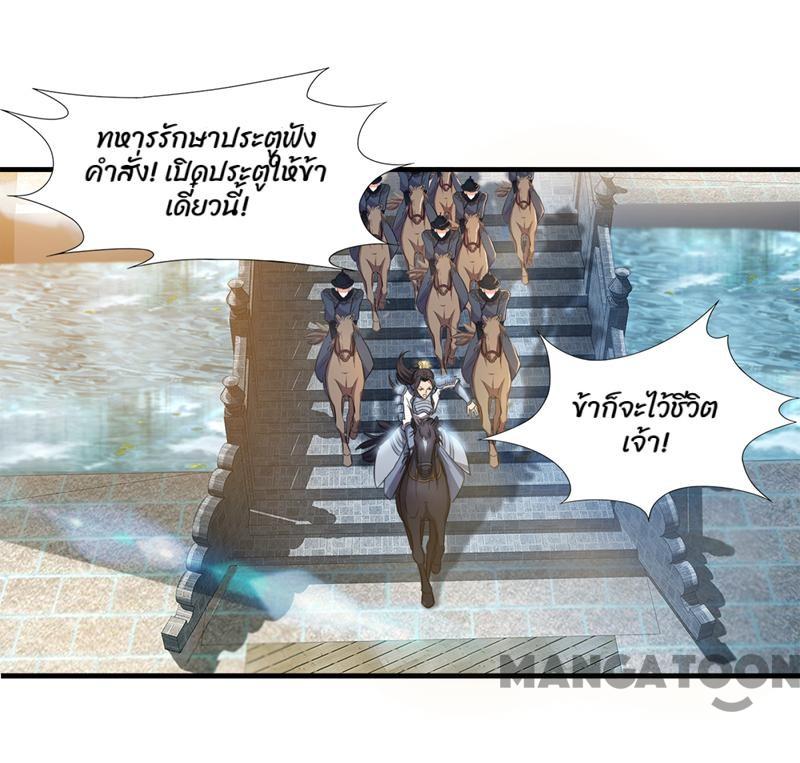 ทหารรักษาประตูฟัง
คำสั่ง! เปิดประตูให้ข้า
เดี๋ยวนี้!
ข้าก็จะไว้ชีวิต
เจ้า!
MANGATOON